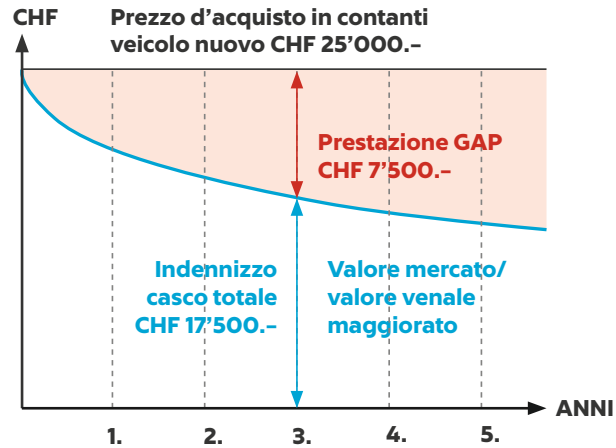 CHF
Prezzo d’acquisto in contanti
veicolo nuovo CHF 25’000.–
Prestazione GAP
CHF 7’500.–
Indennizzo
casco totale
CHF 17’500.–
Valore mercato/
valore venale
maggiorato
ANNI
1. 2. 3. 4. 5.